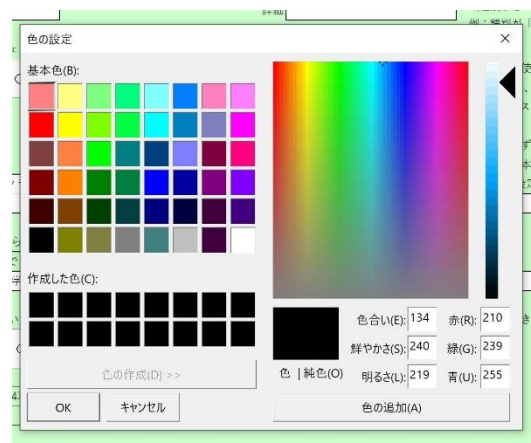 詳細
色の設定
基本色(B):
作成した色(C):
色の作成(D) >>
OK
キャンセル
色 | 純色(O)
色合い(E): 134
赤(R): 210
鮮やかさ(S): 240
緑(G): 239
明るさ(L): 219
青(U): 255
色の追加(A)